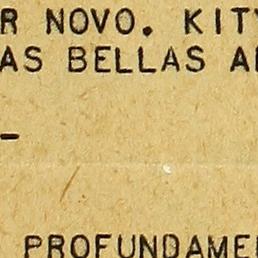 R NOVO. KIT
AS BELLAS A
–
PROFUNDAME